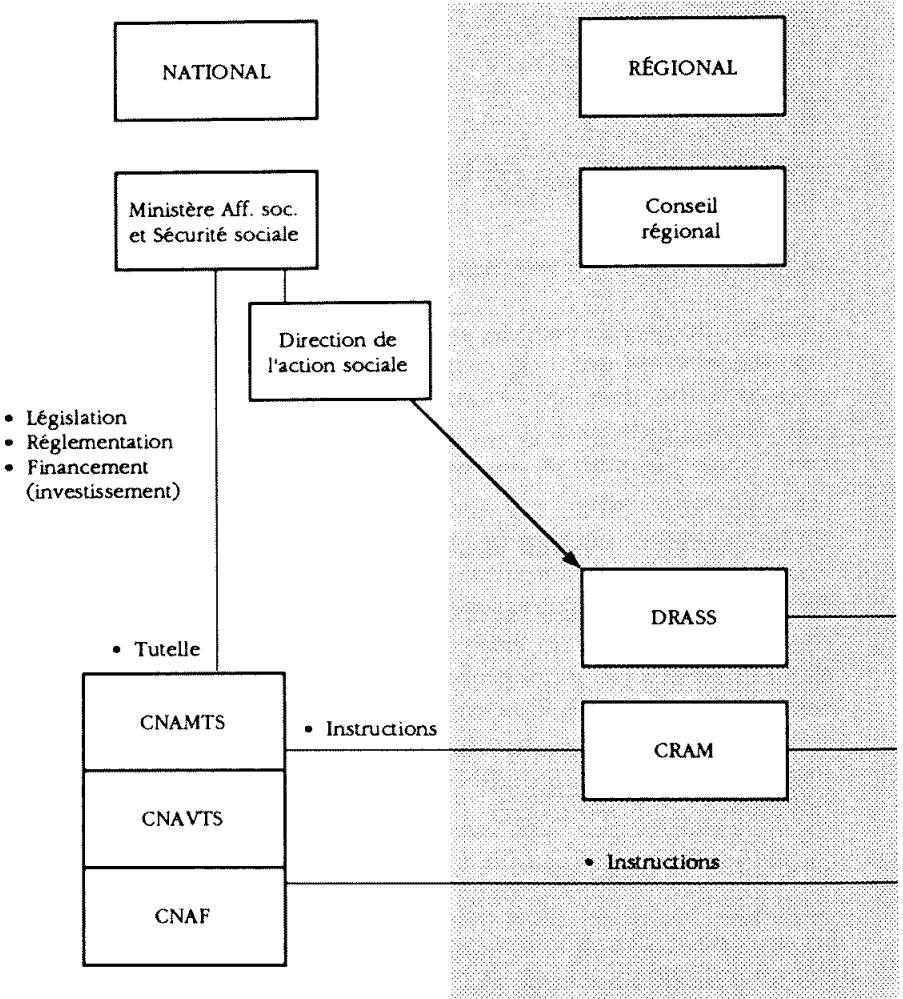 NATIONAL
RÉGIONAL
Ministère Aff. soc.
et Sécurité sociale
Conseil
régional
Direction de
l'action sociale
• Législation
• Réglementation
• Financement
(investissement)
DRASS
• Tutelle
CNAMTS
• Instructions
CRAM
CNAVTS
• Instructions
CNAF